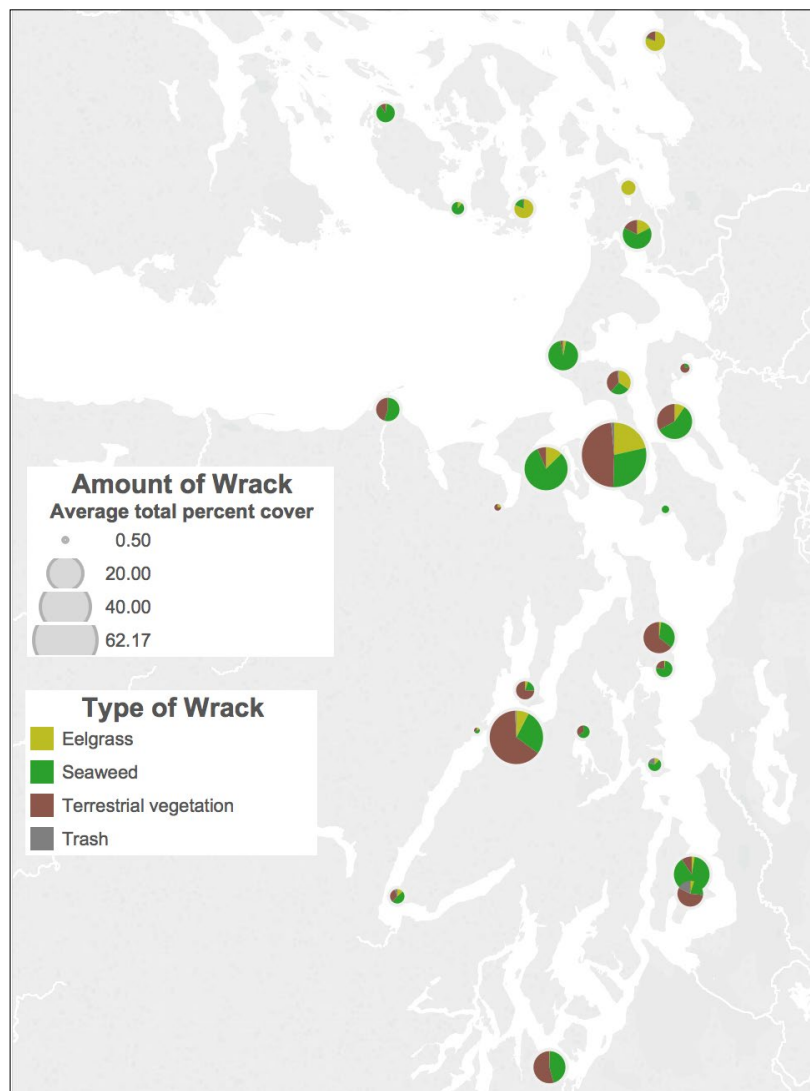 Amount of Wrack
Average total percent cover
0.50
20.00
40.00
62.17
Type of Wrack
Eelgrass
Seaweed
Terrestrial vegetation
Trash